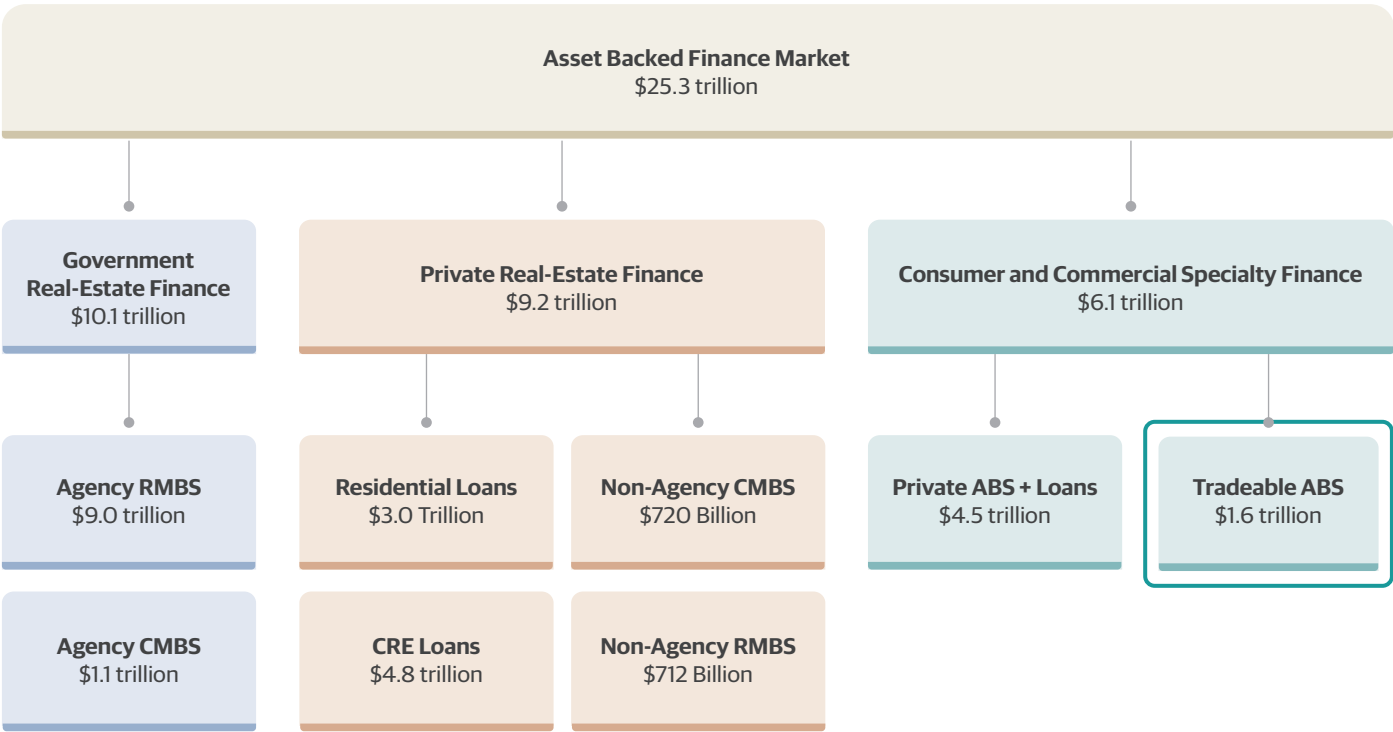 Asset Backed Finance Market
$25.3 trillion
Government
Real-Estate Finance
$10.1 trillion
Private Real-Estate Finance
$9.2 trillion
Consumer and Commercial Specialty Finance
$6.1 trillion
Agency RMBS
$9.0 trillion
Residential Loans
$3.0 Trillion
Non-Agency CMBS
$720 Billion
Private ABS + Loans
$4.5 trillion
Tradeable ABS
$1.6 trillion
Agency CMBS
$1.1 trillion
CRE Loans
$4.8 trillion
Non-Agency RMBS
$712 Billion